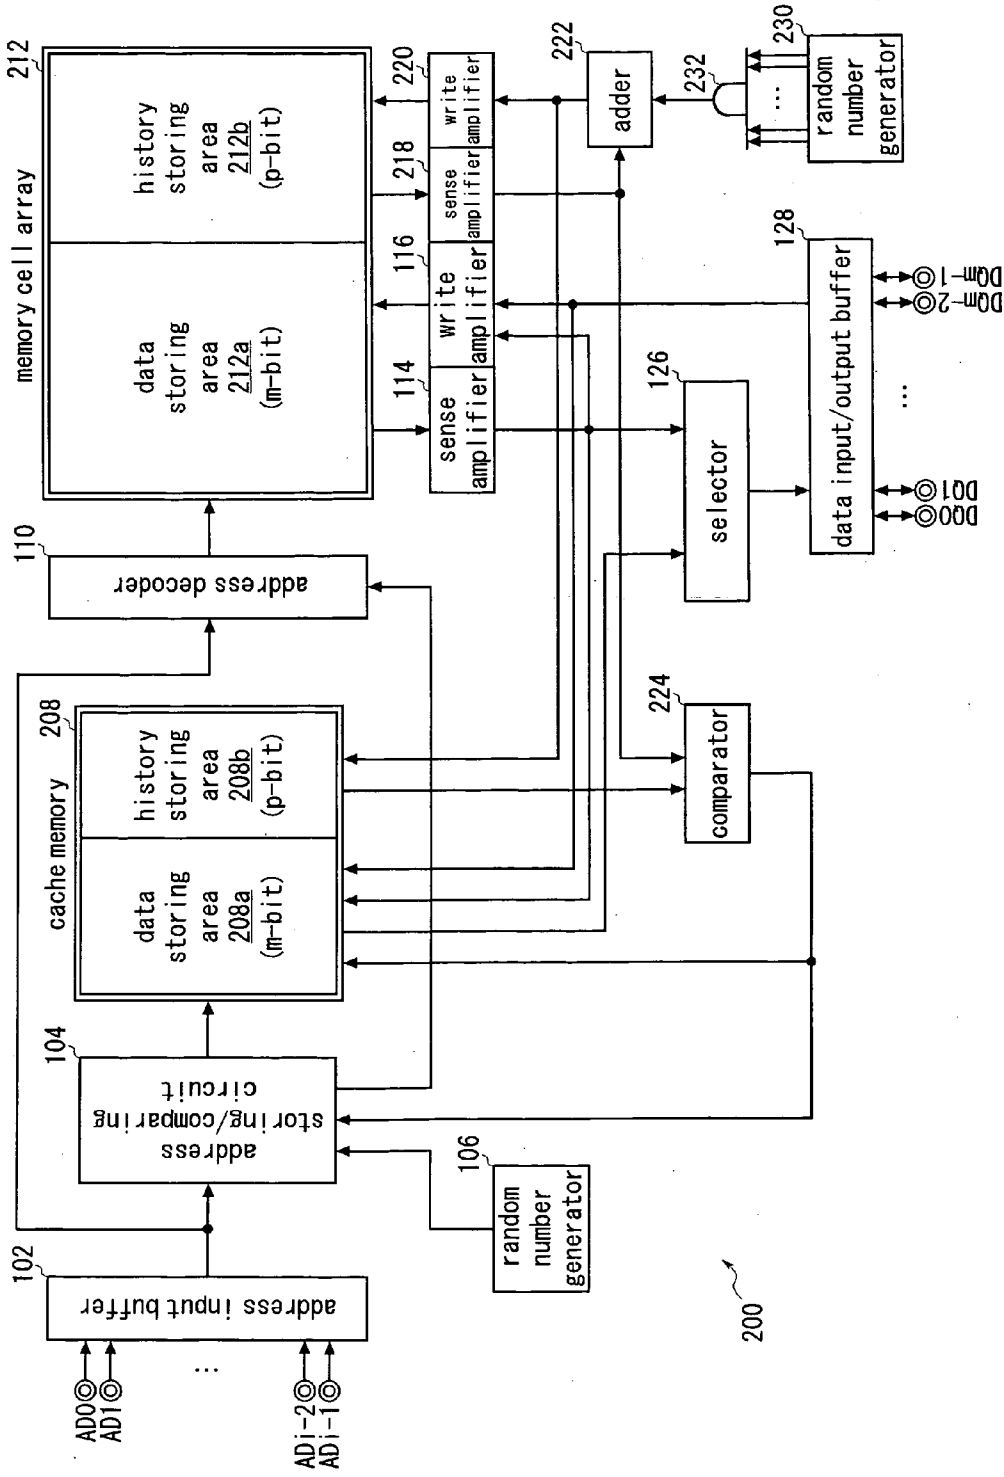 AD0
AD1
...
ADi-2
ADi-1
102
address input buffer
104
address
storing/comparing
circuit
106
random
number
generator
cache memory
208
data
storing
area
208a
(m-bit)
history
storing
area
208b
(p-bit)
110
address decoder
memory cell array
212
data
storing
area
212a
(m-bit)
history
storing
area
212b
(p-bit)
114
sense
amplifier
116
write
amplifier
218
sense
amplifier
220
write
amplifier
222
adder
232
230
...
random
number
generator
224
comparator
126
selector
128
data input/output buffer
DQ0
DQ1
...
DQm-2
DQm-1
200